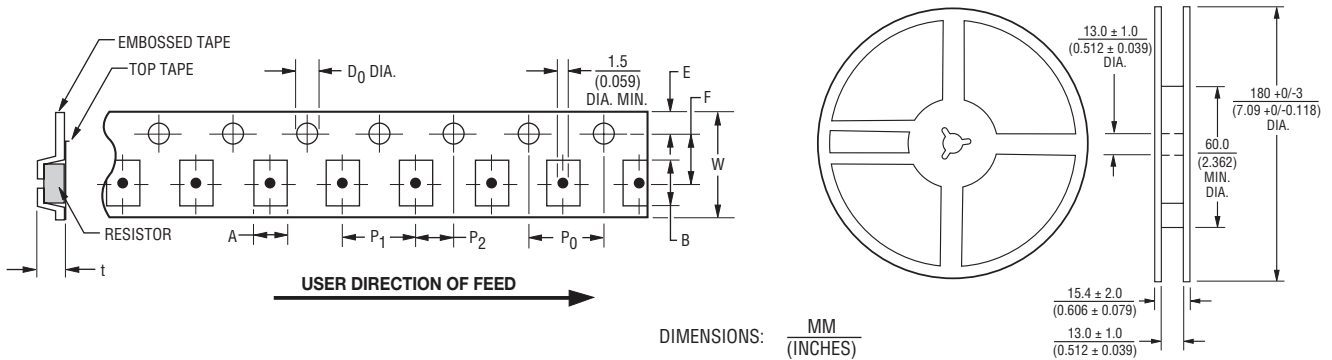 EMBOSSED TAPE
TOP TAPE
D0 DIA.
1.5
(0.059)
DIA. MIN.
E
F
W
RESISTOR
A
P1
P2
P0
B
t
USER DIRECTION OF FEED
13.0 ± 1.0
(0.512 ± 0.039)
DIA.
180 +0/-3
(7.09 +0/-0.118)
DIA.
60.0
(2.362)
MIN.
DIA.
15.4 ± 2.0
(0.606 ± 0.079)
13.0 ± 1.0
(0.512 ± 0.039)
DIMENSIONS: MM
(INCHES)